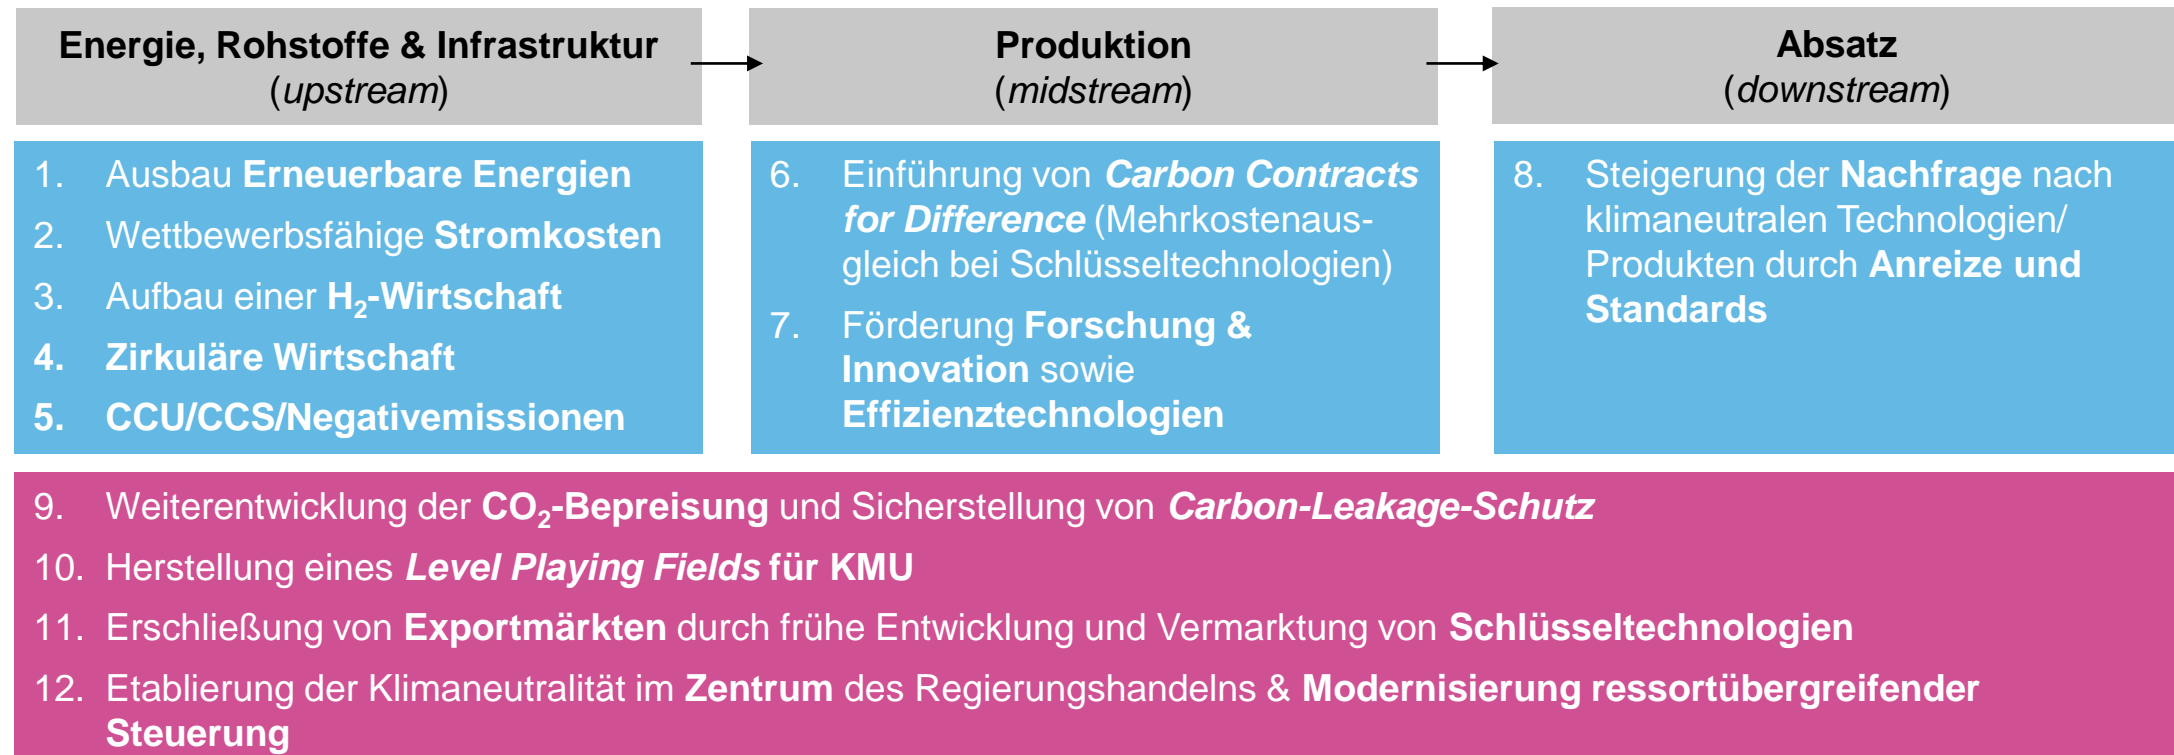 Energie, Rohstoffe & Infrastruktur
(upstream)
Produktion
(midstream)
Absatz
(downstream)
1. Ausbau Erneuerbare Energien
2. Wettbewerbsfähige Stromkosten
3. Aufbau einer H₂-Wirtschaft
4. Zirkuläre Wirtschaft
5. CCU/CCS/Negativemissionen
6. Einführung von Carbon Contracts
for Difference (Mehrkostenaus-
gleich bei Schlüsseltechnologien)
7. Förderung Forschung &
Innovation sowie
Effizienztechnologien
8. Steigerung der Nachfrage nach
klimaneutralen Technologien/
Produkten durch Anreize und
Standards
9. Weiterentwicklung der CO₂-Bepreisung und Sicherstellung von Carbon-Leakage-Schutz
10. Herstellung eines Level Playing Fields für KMU
11. Erschließung von Exportmärkten durch frühe Entwicklung und Vermarktung von Schlüsseltechnologien
12. Etablierung der Klimaneutralität im Zentrum des Regierungshandelns & Modernisierung ressortübergreifender
Steuerung